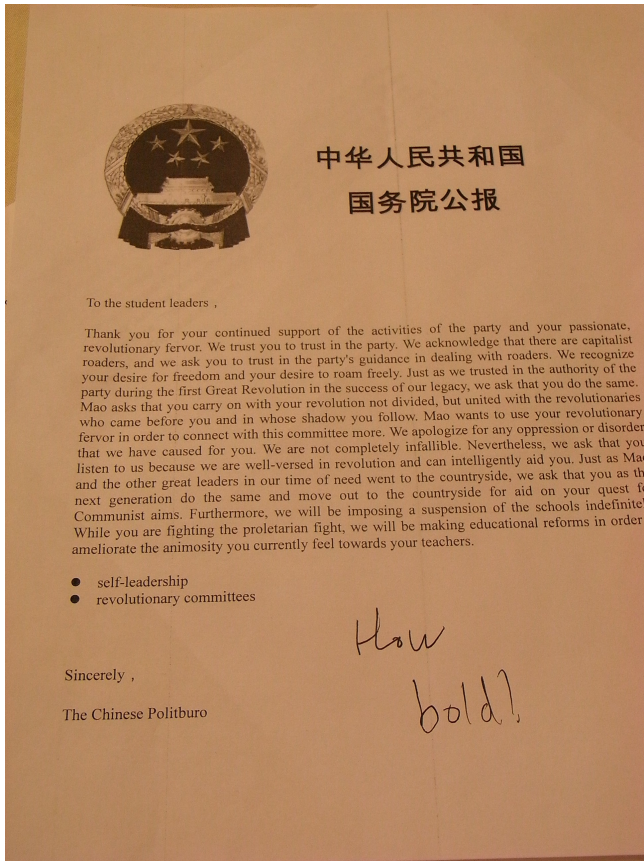 中华人民共和国
国务院公报
To the student leaders ,
Thank you for your continued support of the activities of the party and your passionate,
revolutionary fervor. We trust you to trust in the party. We acknowledge that there are capitalist
roaders, and we ask you to trust in the party's guidance in dealing with roaders. We recognize
your desire for freedom and your desire to roam freely. Just as we trusted in the authority of the
party during the first Great Revolution in the success of our legacy, we ask that you do the same.
Mao asks that you carry on with your revolution not divided, but united with the revolutionaries
who came before you and in whose shadow you follow. Mao wants to use your revolutionary
fervor in order to connect with this committee more. We apologize for any oppression or disorder
that we have caused for you. We are not completely infallible. Nevertheless, we ask that you
listen to us because we are well-versed in revolution and can intelligently aid you. Just as Mao
and the other great leaders in our time of need went to the countryside, we ask that you as th
next generation do the same and move out to the countryside for aid on your quest f
Communist aims. Furthermore, we will be imposing a suspension of the schools indefinite
While you are fighting the proletarian fight, we will be making educational reforms in order
ameliorate the animosity you currently feel towards your teachers.
● self-leadership
● revolutionary committees
How
bold?
Sincerely ,
The Chinese Politburo